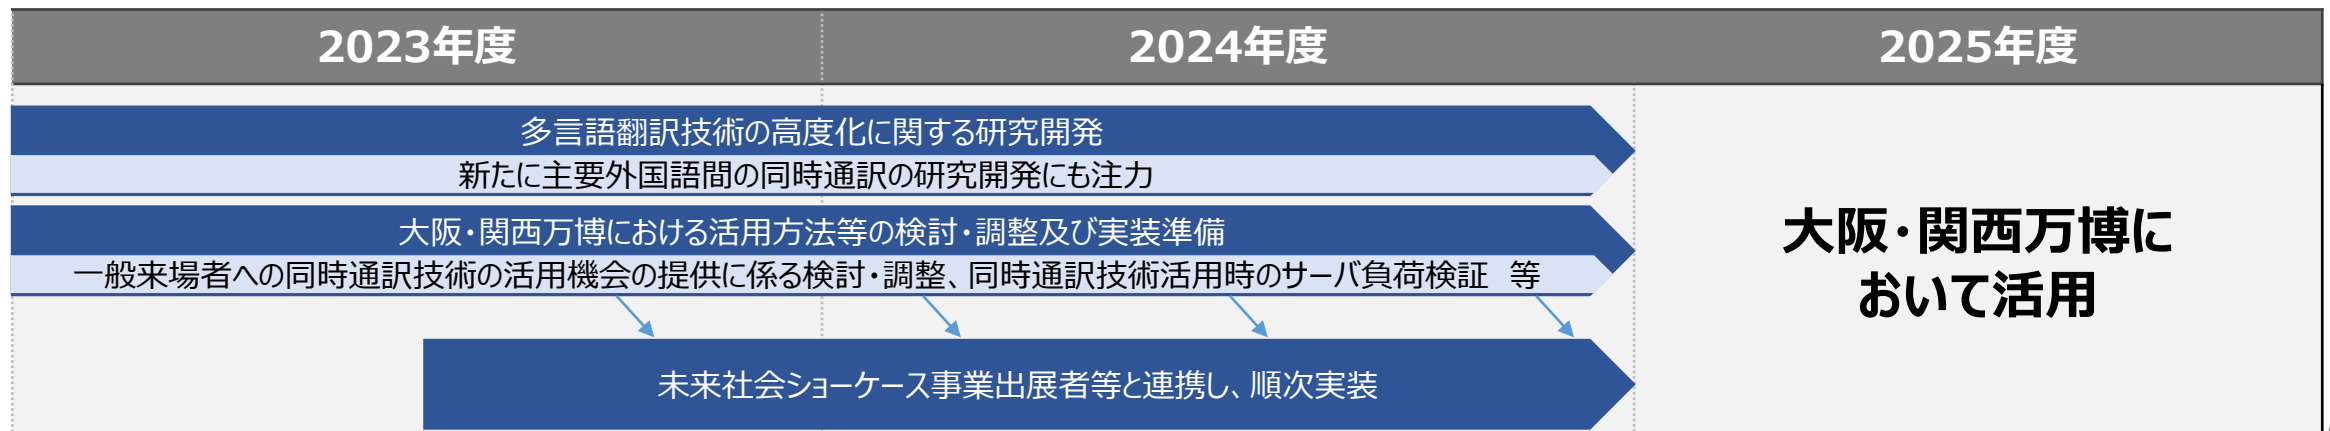 2023年度
2024年度
2025年度
多言語翻訳技術の高度化に関する研究開発
新たに主要外国語間の同時通訳の研究開発にも注力
大阪・関西万博における活用方法等の検討・調整及び実装準備
一般来場者への同時通訳技術の活用機会の提供に係る検討・調整、同時通訳技術活用時のサーバ負荷検証　等
未来社会ショーケース事業出展者等と連携し、順次実装
大阪・関西万博に
おいて活用